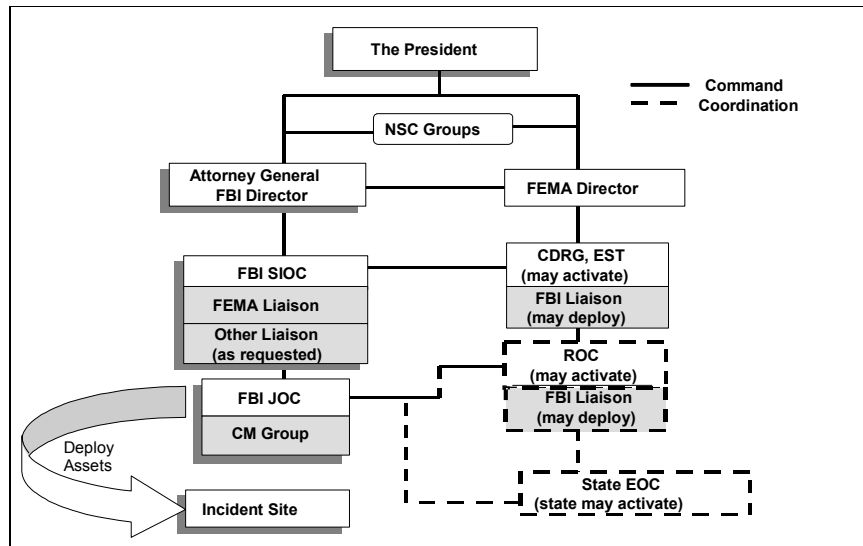 The President
Command
Coordination
NSC Groups
Attorney General
FBI Director
FEMA Director
FBI SIOC
FEMA Liaison
Other Liaison
(as requested)
CDRG, EST
(may activate)
FBI Liaison
(may deploy)
ROC
(may activate)
FBI Liaison
(may deploy)
FBI JOC
CM Group
Deploy
Assets
Incident Site
State EOC
(state may activate)